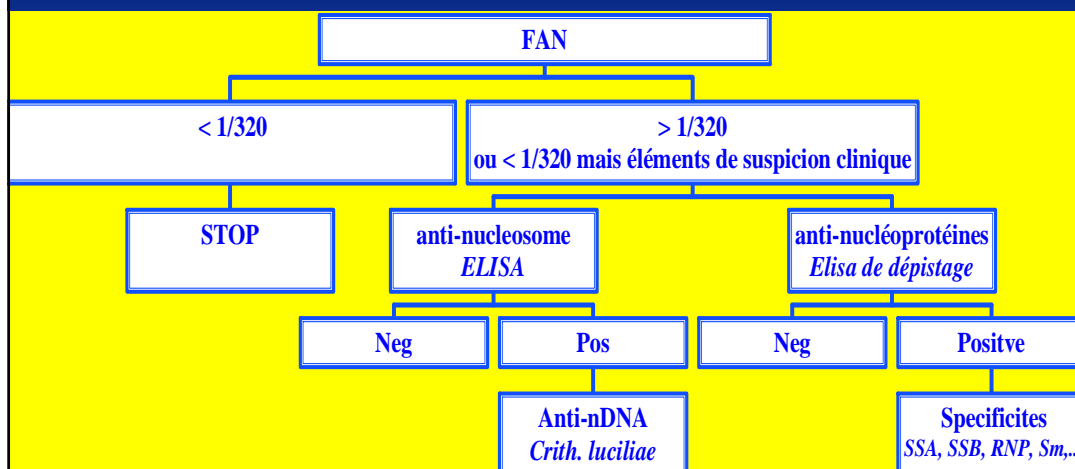 FAN
< 1/320
> 1/320
ou < 1/320 mais éléments de suspicion clinique
STOP
anti-nucleosome
ELISA
anti-nucléoprotéines
Elisa de dépistage
Neg
Pos
Neg
Positve
Anti-nDNA
Crith. luciliae
Specificites
SSA, SSB, RNP, Sm,..